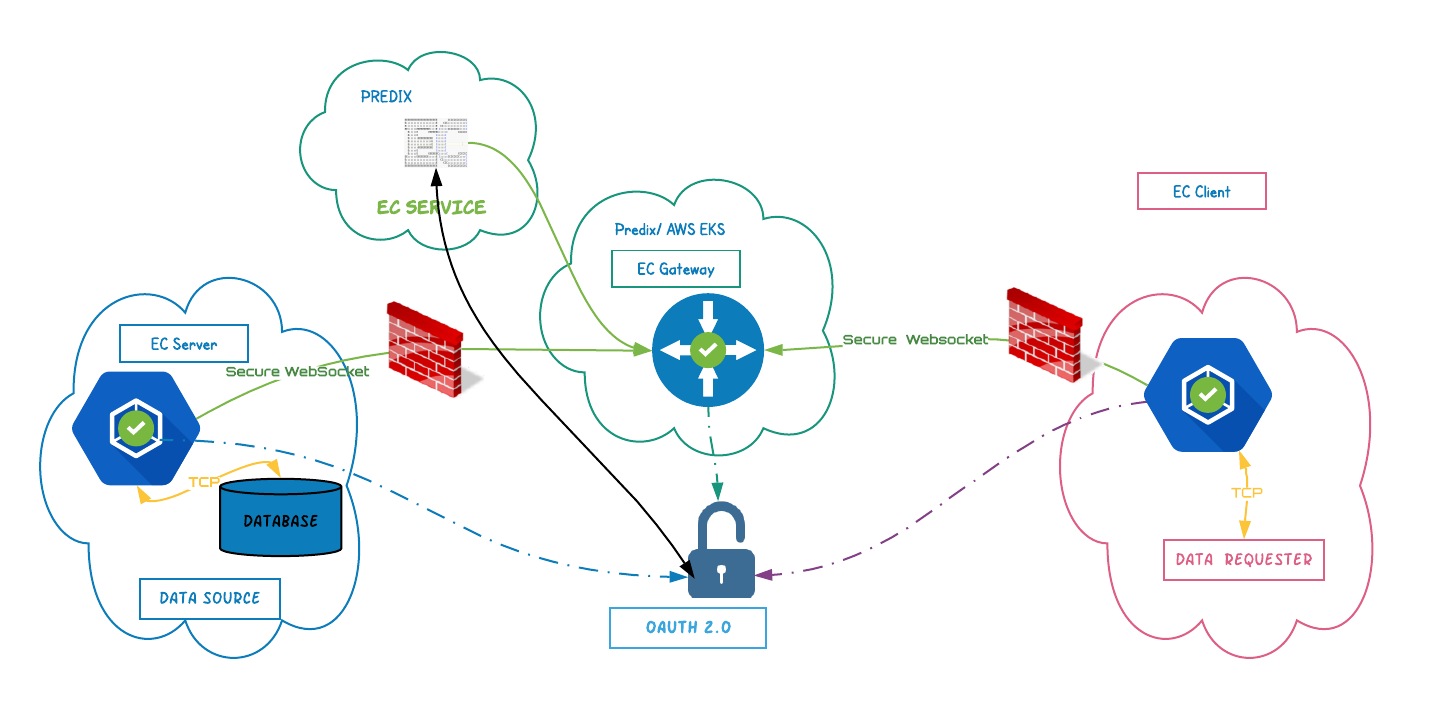 PREDIX
EC SERVICE
Predix/ AWS EKS
EC Gateway
EC Client
EC Server
Secure WebSocket
Secure Websocket
TCP
DATABASE
TCP
DATA SOURCE
DATA REQUESTER
OAUTH 2.0